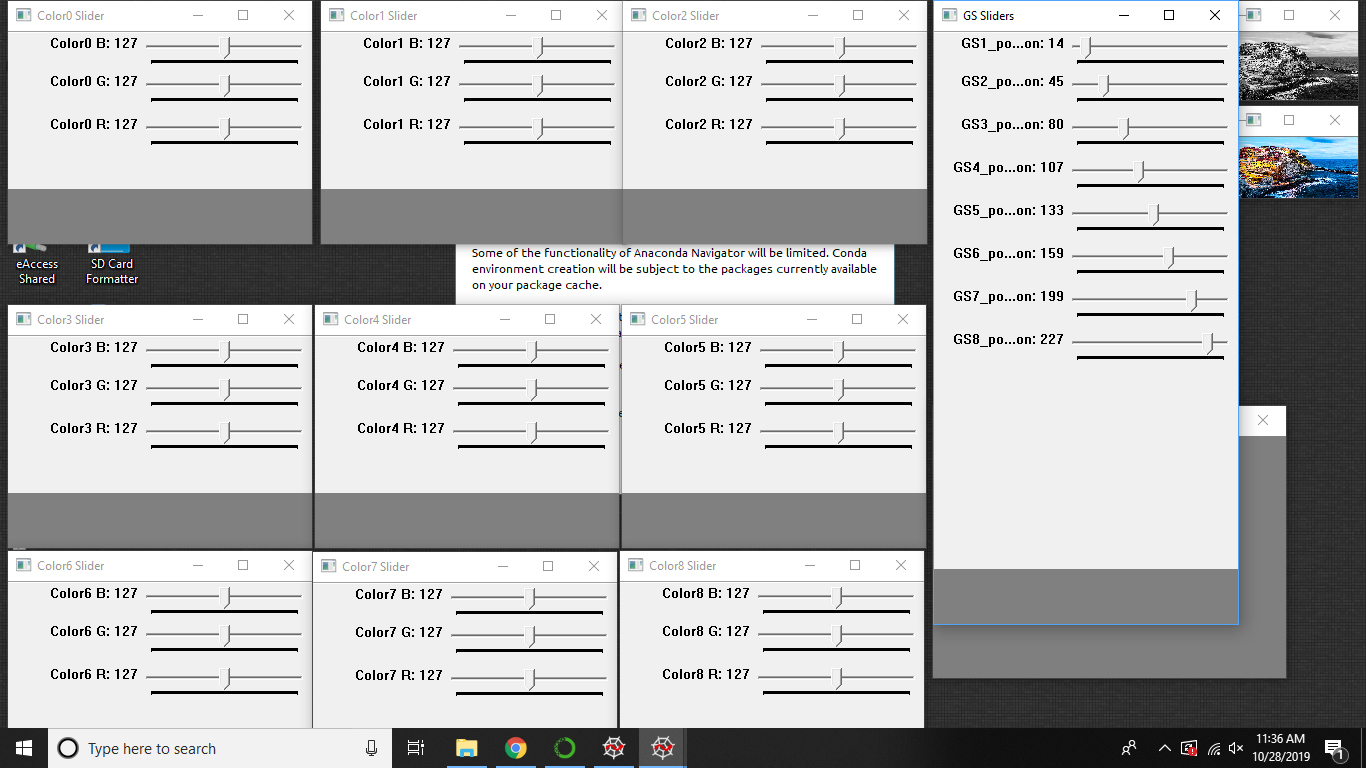 Color0 Slider
Color0 B: 127
Color0 G: 127
Color0 R: 127
Color1 Slider
Color1 B: 127
Color1 G: 127
Color1 R: 127
Color2 Slider
Color2 B: 127
Color2 G: 127
Color2 R: 127
GS Sliders
GS1_po...on: 14
GS2_po...on: 45
GS3_po...on: 80
GS4_po...on: 107
GS5_po...on: 133
GS6_po...on: 159
GS7_po...on: 199
GS8_po...on: 227
eAccess
Shared
SD Card
Formatter
Some of the functionality of Anaconda Navigator will be limited. Conda
environment creation will be subject to the packages currently available
on your package cache.
Color3 Slider
Color3 B: 127
Color3 G: 127
Color3 R: 127
Color4 Slider
Color4 B: 127
Color4 G: 127
Color4 R: 127
Color5 Slider
Color5 B: 127
Color5 G: 127
Color5 R: 127
Color6 Slider
Color6 B: 127
Color6 G: 127
Color6 R: 127
Color7 Slider
Color7 B: 127
Color7 G: 127
Color7 R: 127
Color8 Slider
Color8 B: 127
Color8 G: 127
Color8 R: 127
Type here to search
11:36 AM
10/28/2019
1